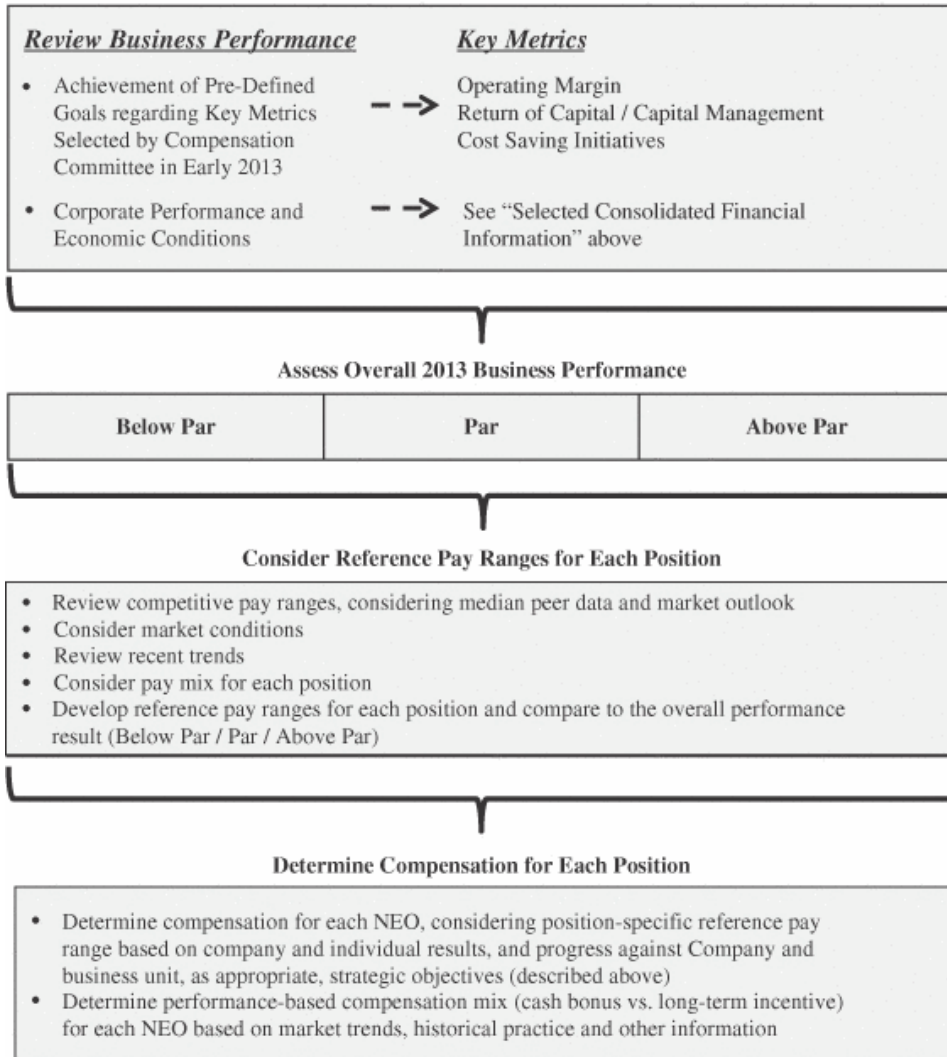 Review Business Performance
Key Metrics
• Achievement of Pre-Defined
Goals regarding Key Metrics
Selected by Compensation
Committee in Early 2013
Operating Margin
Return of Capital / Capital Management
Cost Saving Initiatives
• Corporate Performance and
Economic Conditions
See “Selected Consolidated Financial
Information” above
Assess Overall 2013 Business Performance
Below Par
Par
Above Par
Consider Reference Pay Ranges for Each Position
• Review competitive pay ranges, considering median peer data and market outlook
• Consider market conditions
• Review recent trends
• Consider pay mix for each position
• Develop reference pay ranges for each position and compare to the overall performance
result (Below Par / Par / Above Par)
Determine Compensation for Each Position
• Determine compensation for each NEO, considering position-specific reference pay
range based on company and individual results, and progress against Company and
business unit, as appropriate, strategic objectives (described above)
• Determine performance-based compensation mix (cash bonus vs. long-term incentive)
for each NEO based on market trends, historical practice and other information